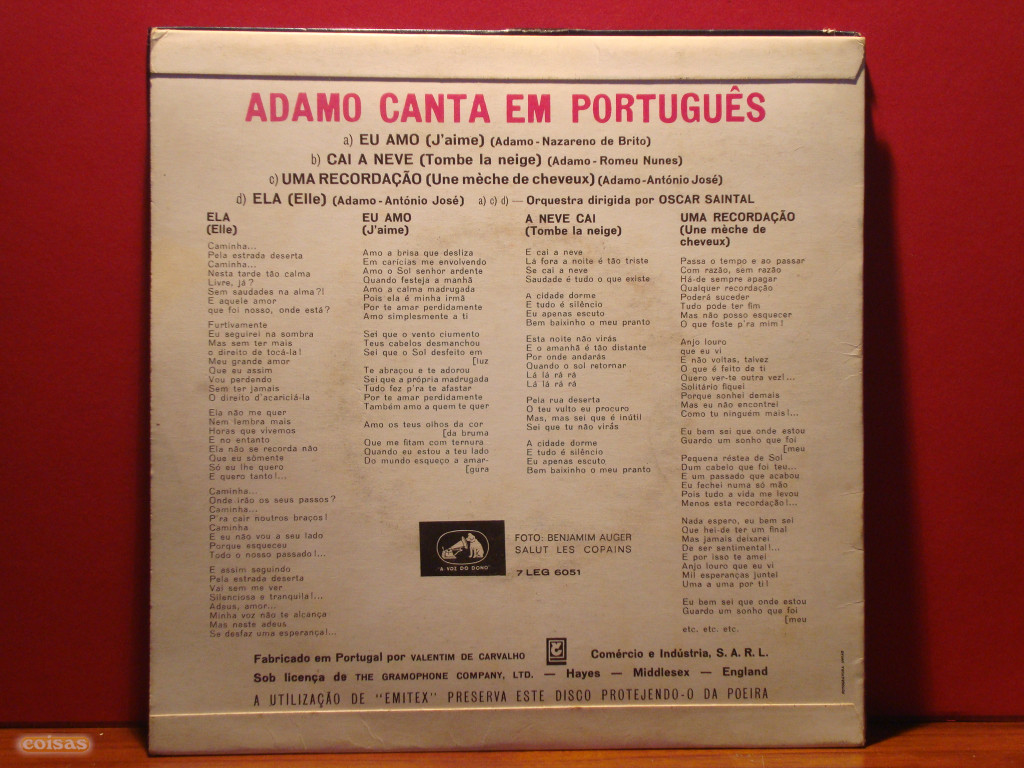 ADAMO CANTA EM PORTUGUÊS
a) EU AMO (J'aime) (Adamo - Nazareno de Brito)
b) CAI A NEVE (Tombe la neige) (Adamo - Romeu Nunes)
c) UMA RECORDAÇÃO (Une mèche de cheveux) (Adamo - António José)
d) ELA (Elle) (Adamo - António José) a) c) d) — Orquestra dirigida por OSCAR SAINTAL
ELA
(Elle)
Caminha...
Pela estrada deserta
Caminha...
Nesta tarde tão calma
Livre, já?
Sem saudades na alma?!
E aquele amor
que foi nosso, onde está?
Furtivamente
Eu seguirei na sombra
Mas sem ter mais
o direito de tocá-la!
Meu grande amor
Que eu assim
Vou perdendo
Sem ter jamais
O direito d'acariciá-la
Ela não me quer
Nem lembra mais
Horas que vivemos
E no entanto
Ela não se recorda não
Que eu sòmente
Só eu lhe quero
E quero tanto!...
Caminha...
Onde irão os seus passos?
Caminha...
P'ra cair noutros braços!
Caminha
E eu não vou a seu lado
Porque esqueceu
Todo o nosso passado!...
E assim seguindo
Pela estrada deserta
Vai sem me ver
Silenciosa e tranquila!...
Adeus, amor...
Minha voz não te alcança
Mas neste adeus
Se desfaz uma esperança!...
EU AMO
(J'aime)
Amo a brisa que desliza
Em carícias me envolvendo
Amo o Sol senhor ardente
Quando festeja a manhã
Amo a calma madrugada
Pois ela é minha irmã
Por te amar perdidamente
Amo simplesmente a ti
Sei que o vento ciumento
Teus cabelos desmanchou
Sei que o Sol desfeito em
[luz
Te abraçou e te adorou
Sei que a própria madrugada
Tudo fez p'ra te afastar
Por te amar perdidamente
Também amo a quem te quer
Amo os teus olhos da cor
[da bruma
Que me fitam com ternura
Quando eu estou a teu lado
Do mundo esqueço a amar-
[gura
A NEVE CAI
(Tombe la neige)
E cai a neve
Lá fora a noite é tão triste
Se cai a neve
Saudade é tudo o que existe
A cidade dorme
E tudo é silêncio
Eu apenas escuto
Bem baixinho o meu pranto
Esta noite não virás
E o amanhã é tão distante
Por onde andarás
Quando o sol retornar
Lá lá rá rá
Lá lá rá rá
Pela rua deserta
O teu vulto eu procuro
Mas, mas sei que é inútil
Sei que tu não virás
A cidade dorme
E tudo é silêncio
Eu apenas escuto
Bem baixinho o meu pranto
UMA RECORDAÇÃO
(Une mèche de
cheveux)
Passa o tempo e ao passar
Com razão, sem razão
Há-de sempre apagar
Qualquer recordação
Poderá suceder
Tudo pode ter fim
Mas não posso esquecer
O que foste p'ra mim!
Anjo louro
que eu vi
E não voltas, talvez
O que é feito de ti
Quero ver-te outra vez!...
Solitário fiquei
Porque sonhei demais
Mas eu não encontrei
Como tu ninguém mais!...
Eu bem sei que onde estou
Guardo um sonho que foi
[meu
Pequena réstea de Sol
Dum cabelo que foi teu...
E um passado que acabou
Eu fechei numa só mão
Pois tudo a vida me levou
Menos esta recordação!...
Nada espero, eu bem sei
Que hei-de ter um final
Mas jamais deixarei
De ser sentimental!...
E por isso te amei
Anjo louro que eu vi
Mil esperanças juntei
Uma a uma por ti!
Eu bem sei que onde estou
Guardo um sonho que foi
[meu
etc. etc. etc.
"A VOZ DO DONO"
FOTO: BENJAMIM AUGER
SALUT LES COPAINS
7 LEG 6051
Fabricado em Portugal por VALENTIM DE CARVALHO Comércio e Indústria, S. A. R. L.
Sob licença de THE GRAMOPHONE COMPANY, LTD. — Hayes — Middlesex — England
A UTILIZAÇÃO DE "EMITEX" PRESERVA ESTE DISCO PROTEJENDO-O DA POEIRA
coisas